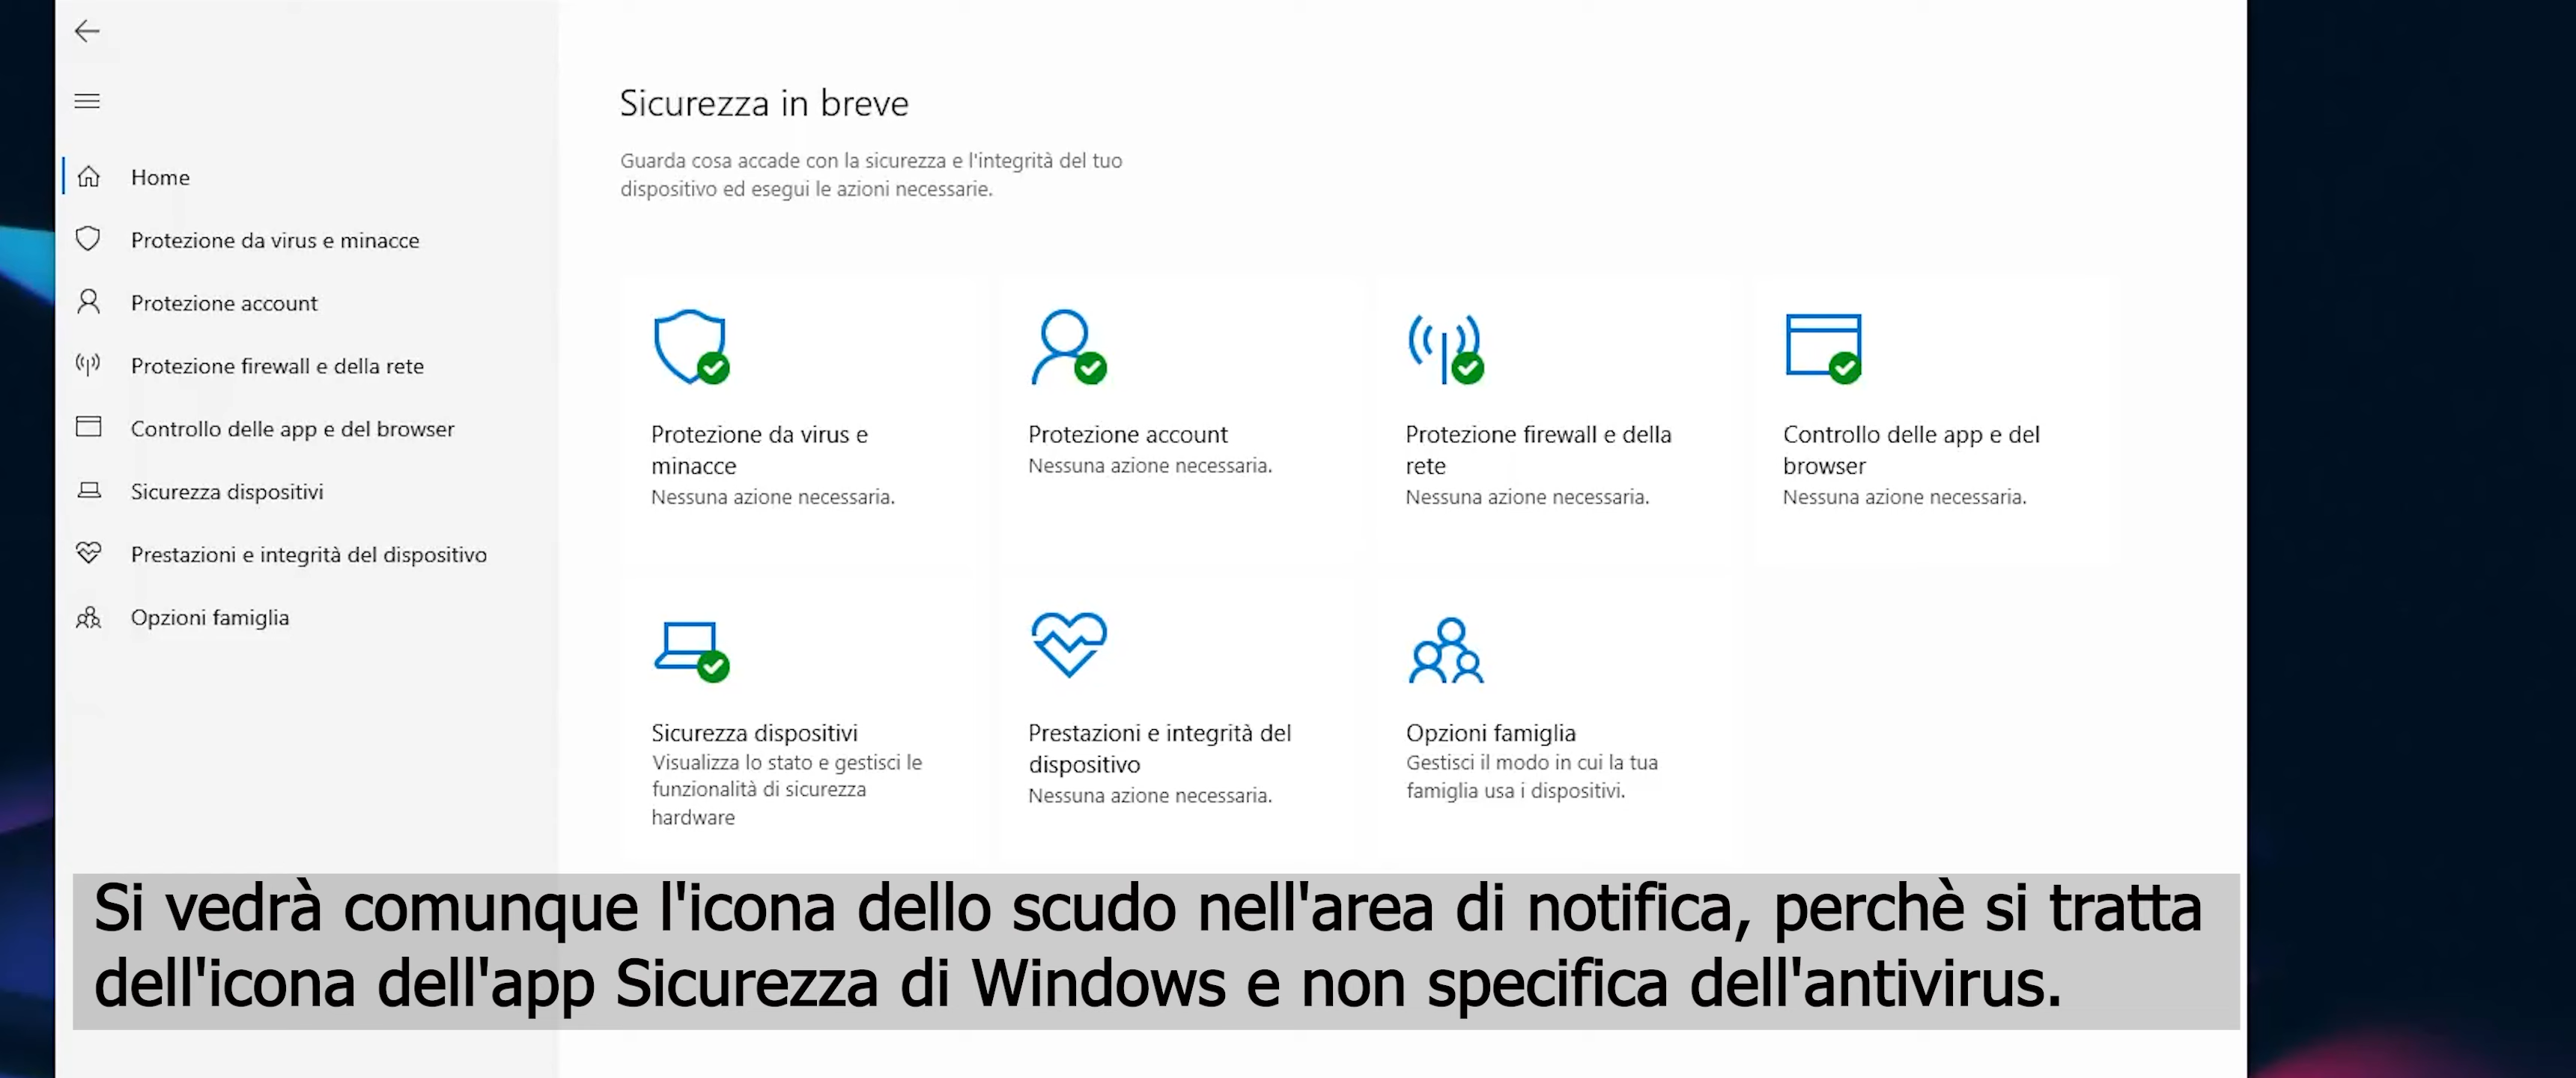 Home
Protezione da virus e minacce
Protezione account
Protezione firewall e della rete
Controllo delle app e del browser
Sicurezza dispositivi
Prestazioni e integrità del dispositivo
Opzioni famiglia
Sicurezza in breve
Guarda cosa accade con la sicurezza e l'integrità del tuo
dispositivo ed esegui le azioni necessarie.
Protezione da virus e
minacce
Nessuna azione necessaria.
Protezione account
Nessuna azione necessaria.
Protezione firewall e della
rete
Nessuna azione necessaria.
Controllo delle app e del
browser
Nessuna azione necessaria.
Sicurezza dispositivi
Visualizza lo stato e gestisci le
funzionalità di sicurezza
hardware
Prestazioni e integrità del
dispositivo
Nessuna azione necessaria.
Opzioni famiglia
Gestisci il modo in cui la tua
famiglia usa i dispositivi.
Si vedrà comunque l'icona dello scudo nell'area di notifica, perchè si tratta
dell'icona dell'app Sicurezza di Windows e non specifica dell'antivirus.